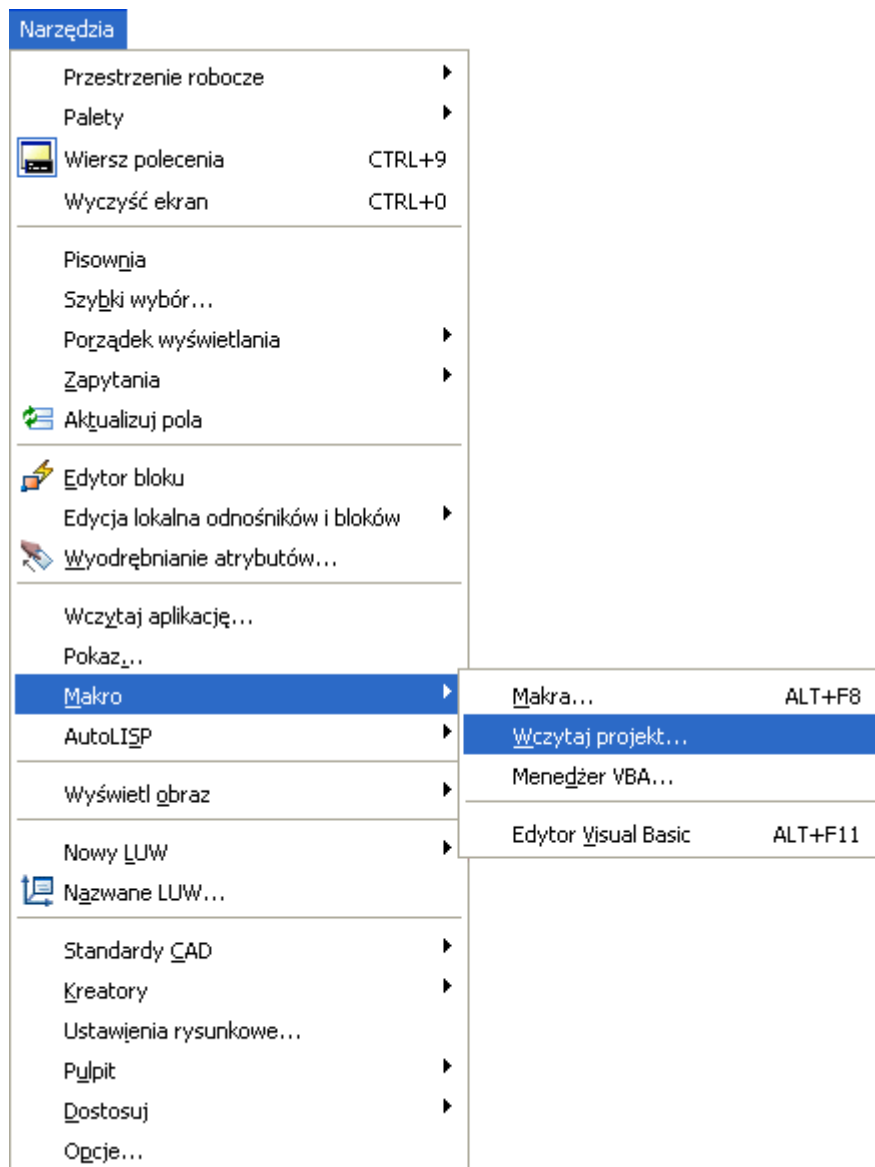 Narzędzia
Przestrzenie robocze
Palety
Wiersz polecenia CTRL+9
Wyczyść ekran CTRL+0
Pisownia
Szybki wybór...
Porządek wyświetlania
Zapytania
Aktualizuj pola
Edytor bloku
Edycja lokalna odnośników i bloków
Wyodrębnianie atrybutów...
Wczytaj aplikację...
Pokaz...
Makro
Makra... ALT+F8
AutoLISP
Wczytaj projekt...
Menedżer VBA...
Wyświetl obraz
Edytor Visual Basic ALT+F11
Nowy LUW
Nazwane LUW...
Standardy CAD
Kreatory
Ustawienia rysunkowe...
Pulpit
Dostosuj
Opcje...